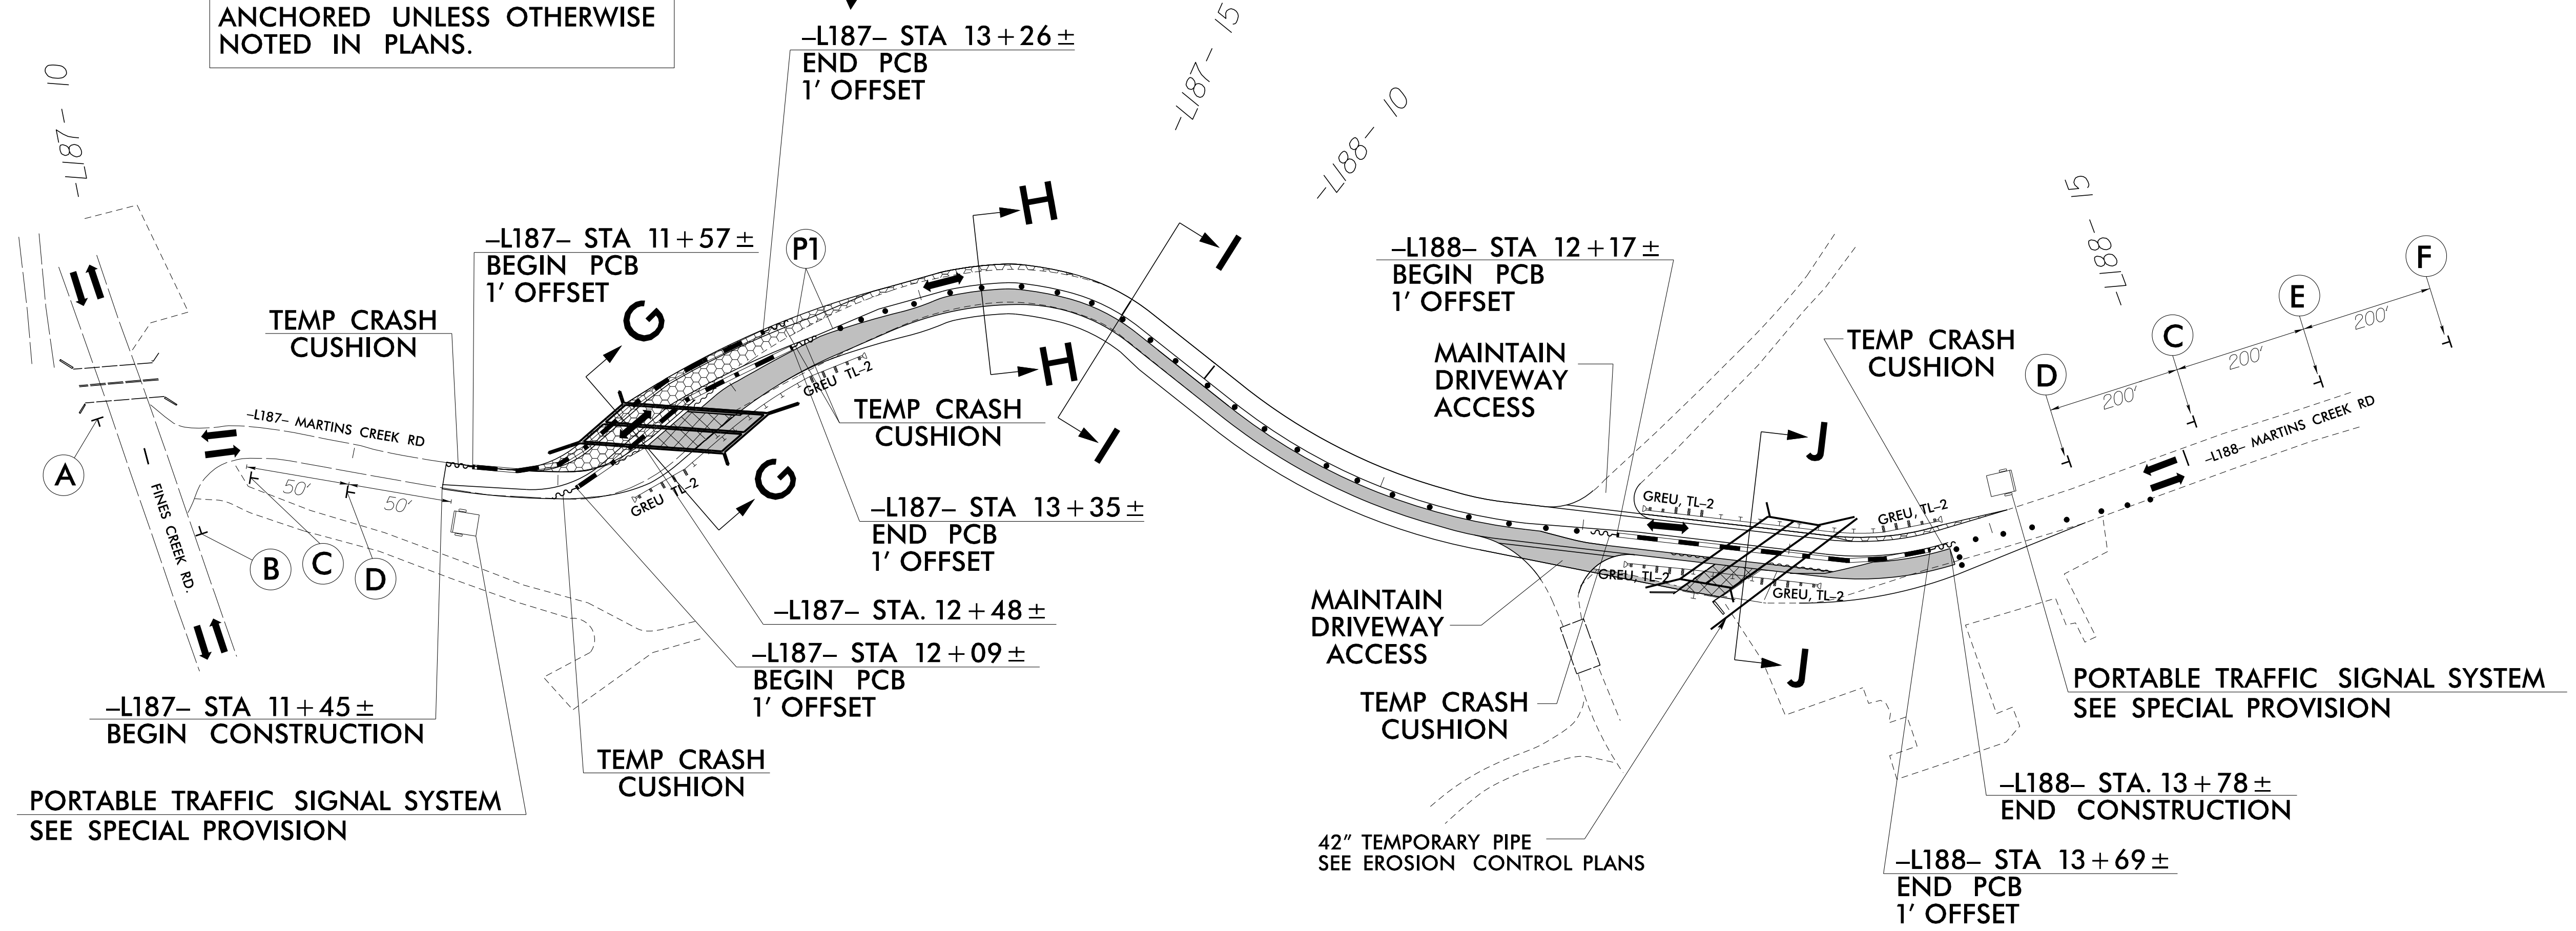 ANCHORED UNLESS OTHERWISE
NOTED IN PLANS.
–L187– STA 13+26±
END PCB
1' OFFSET
-L187- 10
-L187- 15
-L188- 10
-L188- 15
–L187– STA 11+57±
BEGIN PCB
1' OFFSET
P1
H
H
I
I
G
G
–L188– STA 12+17±
BEGIN PCB
1' OFFSET
TEMP CRASH
CUSHION
MAINTAIN
DRIVEWAY
ACCESS
TEMP CRASH
CUSHION
D
C
E
F
200'
200'
200'
GREU TL–2
TEMP CRASH
CUSHION
J
J
–L187– MARTINS CREEK RD
–L188– MARTINS CREEK RD
A
FINES CREEK RD.
50'
50'
B
C
D
GREU TL–2
GREU, TL–2
GREU, TL–2
GREU, TL–2
GREU, TL–2
–L187– STA 13+35±
END PCB
1' OFFSET
–L187– STA. 12+48±
–L187– STA 12+09±
BEGIN PCB
1' OFFSET
MAINTAIN
DRIVEWAY
ACCESS
TEMP CRASH
CUSHION
PORTABLE TRAFFIC SIGNAL SYSTEM
SEE SPECIAL PROVISION
–L187– STA 11+45±
BEGIN CONSTRUCTION
TEMP CRASH
CUSHION
PORTABLE TRAFFIC SIGNAL SYSTEM
SEE SPECIAL PROVISION
42" TEMPORARY PIPE
SEE EROSION CONTROL PLANS
–L188– STA. 13+78±
END CONSTRUCTION
–L188– STA 13+69±
END PCB
1' OFFSET